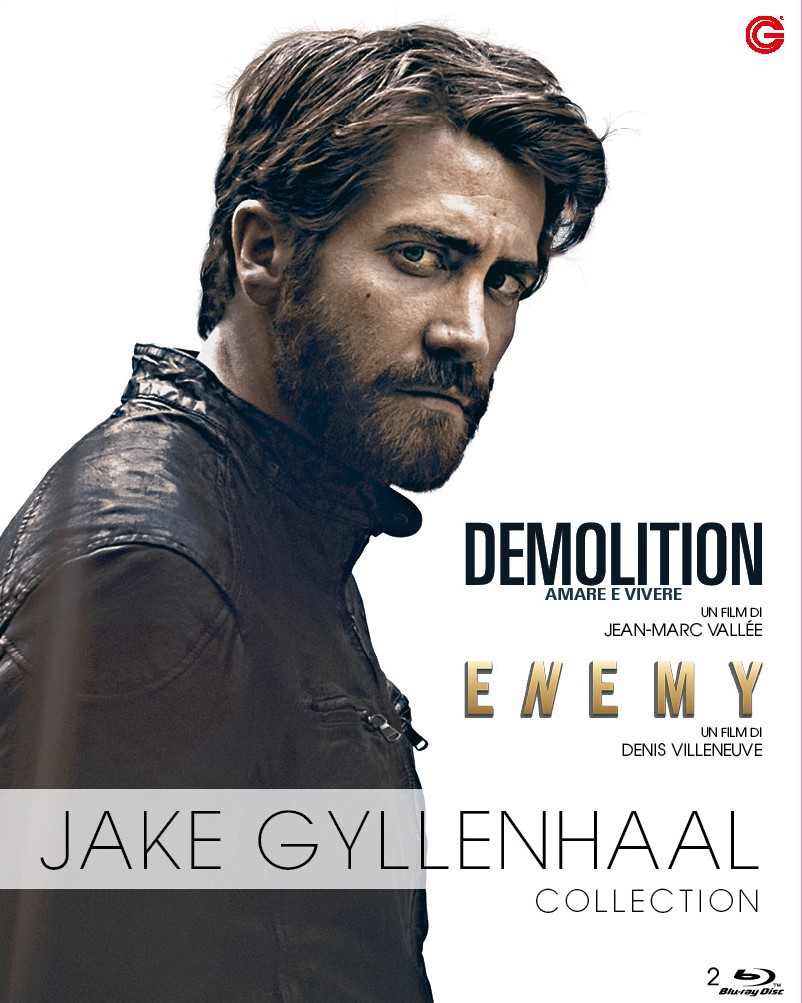 DEMOLITION
AMARE E VIVERE
UN FILM DI
JEAN-MARC VALLÉE
ENEMY
UN FILM DI
DENIS VILLENEUVE
JAKE GYLLENHAAL
COLLECTION
2 Blu-ray Disc™